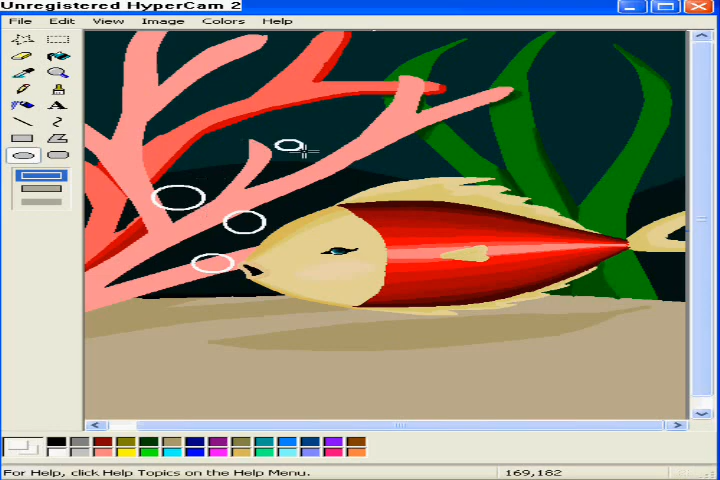 Unregistered HyperCam 2
File Edit View Image Colors Help
A
For Help, click Help Topics on the Help Menu.
169,182